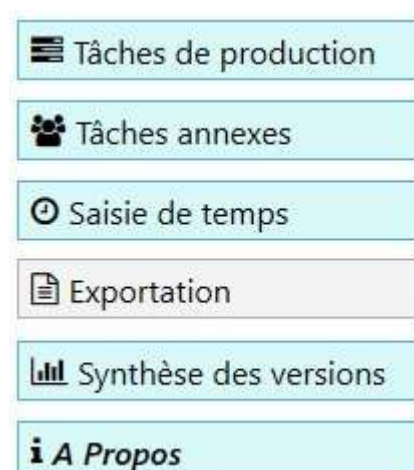 Tâches de production
Tâches annexes
Saisie de temps
Exportation
Synthèse des versions
A Propos